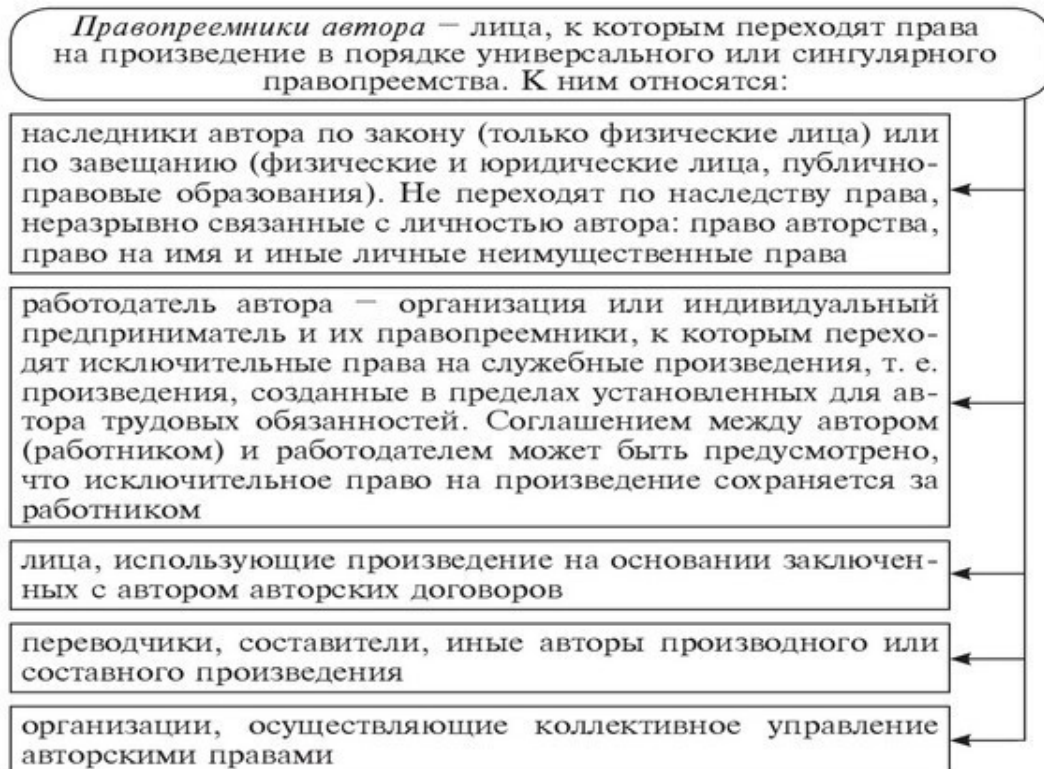 Правопреемники автора — лица, к которым переходят права
на произведение в порядке универсального или сингулярного
правопреемства. К ним относятся:
наследники автора по закону (только физические лица) или
по завещанию (физические и юридические лица, публично-
правовые образования). Не переходят по наследству права,
неразрывно связанные с личностью автора: право авторства,
право на имя и иные личные неимущественные права
работодатель автора — организация или индивидуальный
предприниматель и их правопреемники, к которым перехо-
дят исключительные права на служебные произведения, т. е.
произведения, созданные в пределах установленных для ав-
тора трудовых обязанностей. Соглашением между автором
(работником) и работодателем может быть предусмотрено,
что исключительное право на произведение сохраняется за
работником
лица, использующие произведение на основании заключен-
ных с автором авторских договоров
переводчики, составители, иные авторы производного или
составного произведения
организации, осуществляющие коллективное управление
авторскими правами